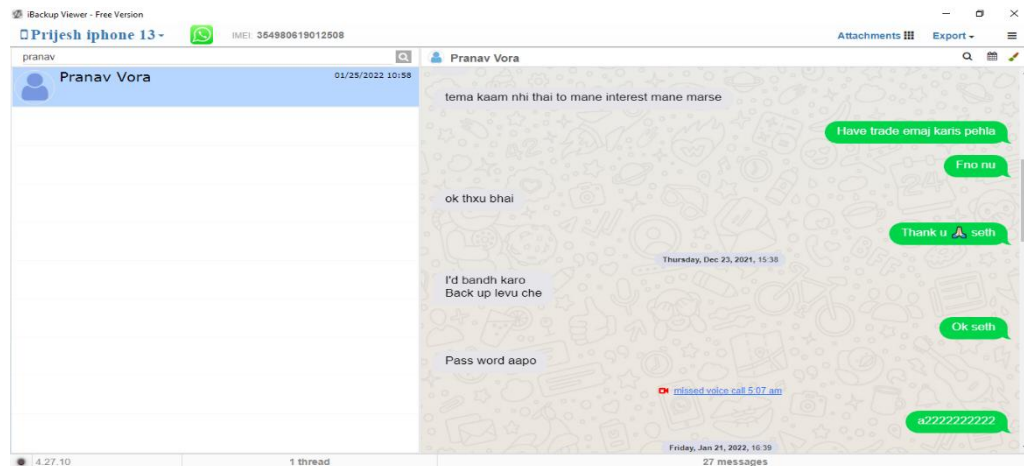 iBackup Viewer - Free Version
Prijesh iphone 13
IMEI: 354980619012508
Attachments
Export
pranav
Pranav Vora
01/25/2022 10:58
Pranav Vora
tema kaam nhi thai to mane interest mane marse
Have trade emaj karis pehla
Fno nu
ok thxu bhai
Thank u 🙏 seth
Thursday, Dec 23, 2021, 15:38
I'd bandh karo
Back up levu che
Ok seth
Pass word aapo
missed voice call 5:07 am
a2222222222
Friday, Jan 21, 2022, 16:39
4.27.10
1 thread
27 messages